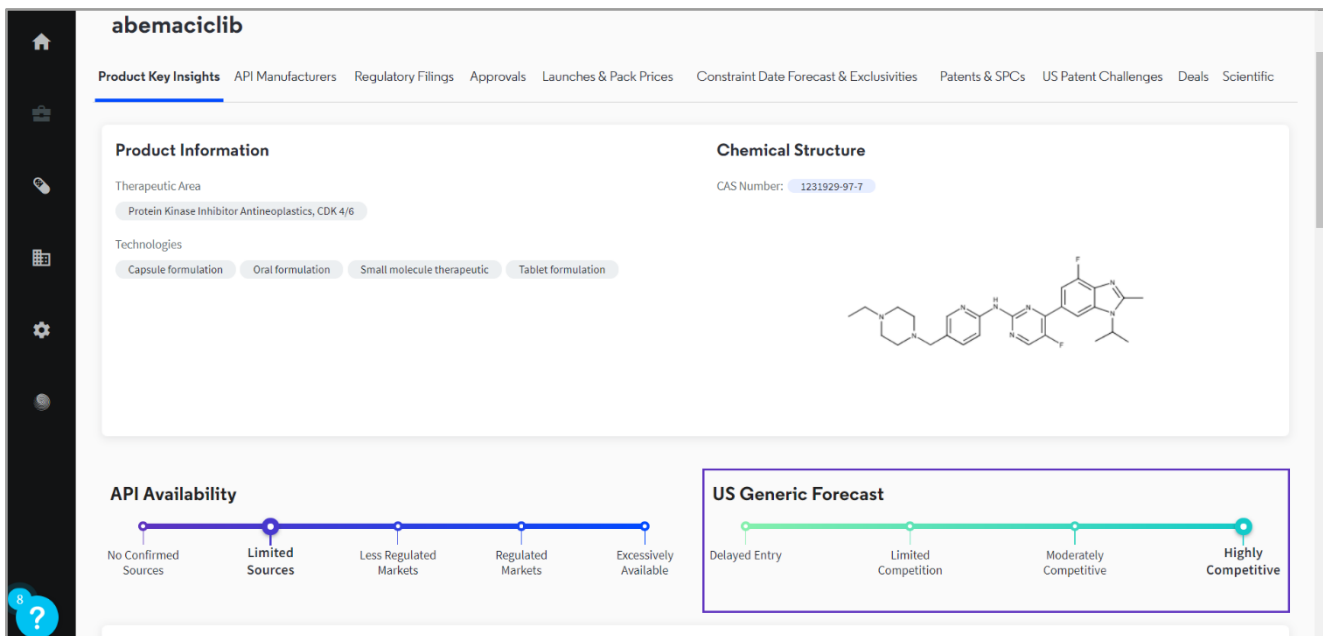 abemaciclib
Product Key Insights API Manufacturers Regulatory Filings Approvals Launches & Pack Prices Constraint Date Forecast & Exclusivities Patents & SPCs US Patent Challenges Deals Scientific
Product Information
Therapeutic Area
Protein Kinase Inhibitor Antineoplastics, CDK 4/6
Technologies
Capsule formulation Oral formulation Small molecule therapeutic Tablet formulation
Chemical Structure
CAS Number: 1231929-97-7
F
N
N
H
N
N
N
N
N
N
F
API Availability
No Confirmed
Sources
Limited
Sources
Less Regulated
Markets
Regulated
Markets
Excessively
Available
US Generic Forecast
Delayed Entry
Limited
Competition
Moderately
Competitive
Highly
Competitive
8
?